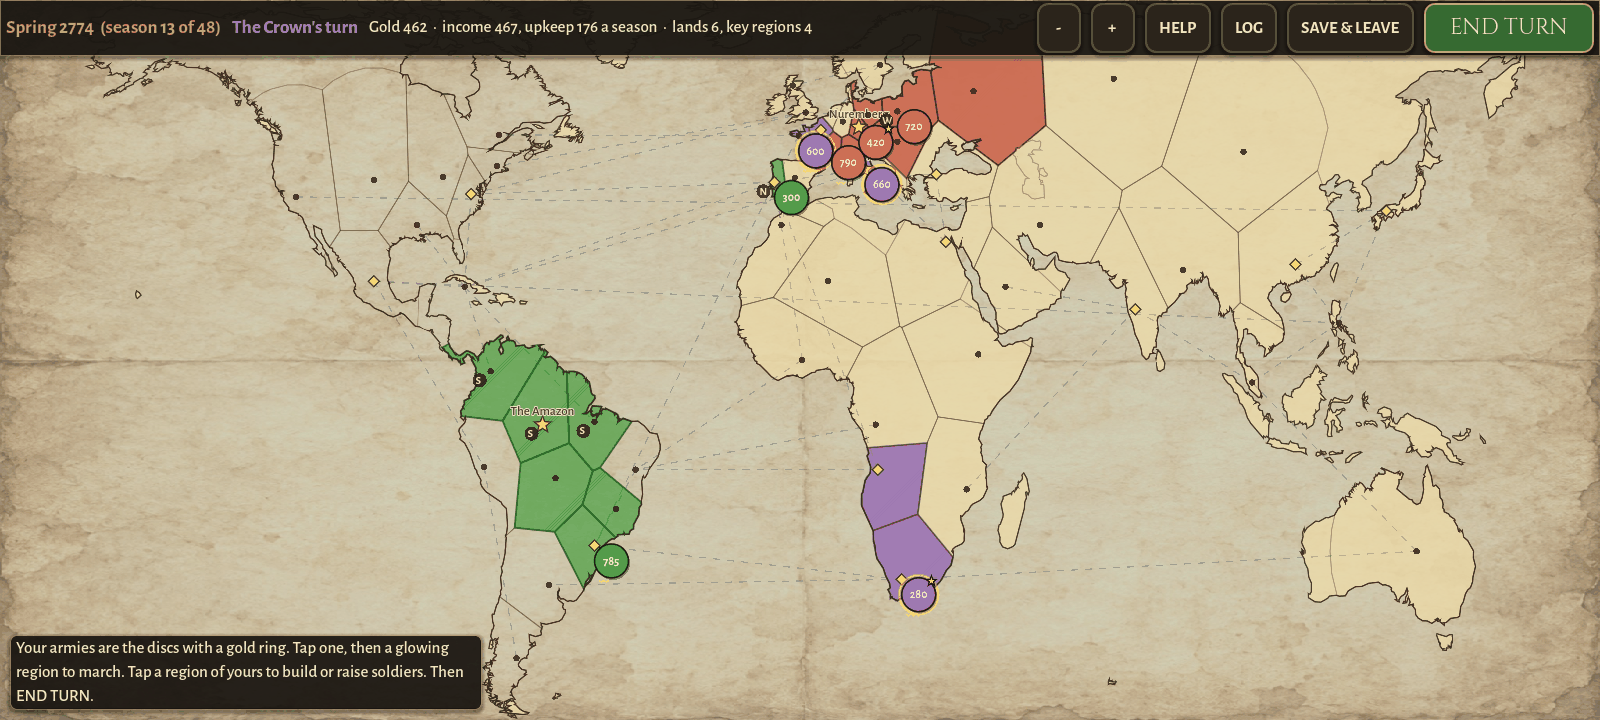 Spring 2774 (season 13 of 48) The Crown's turn Gold 462 · income 467, upkeep 176 a season · lands 6, key regions 4
- + HELP LOG SAVE & LEAVE END TURN
W
720
420
600
790
660
N
300
S
The Amazon
S
S
785
280
Your armies are the discs with a gold ring. Tap one, then a glowing
region to march. Tap a region of yours to build or raise soldiers. Then
END TURN.